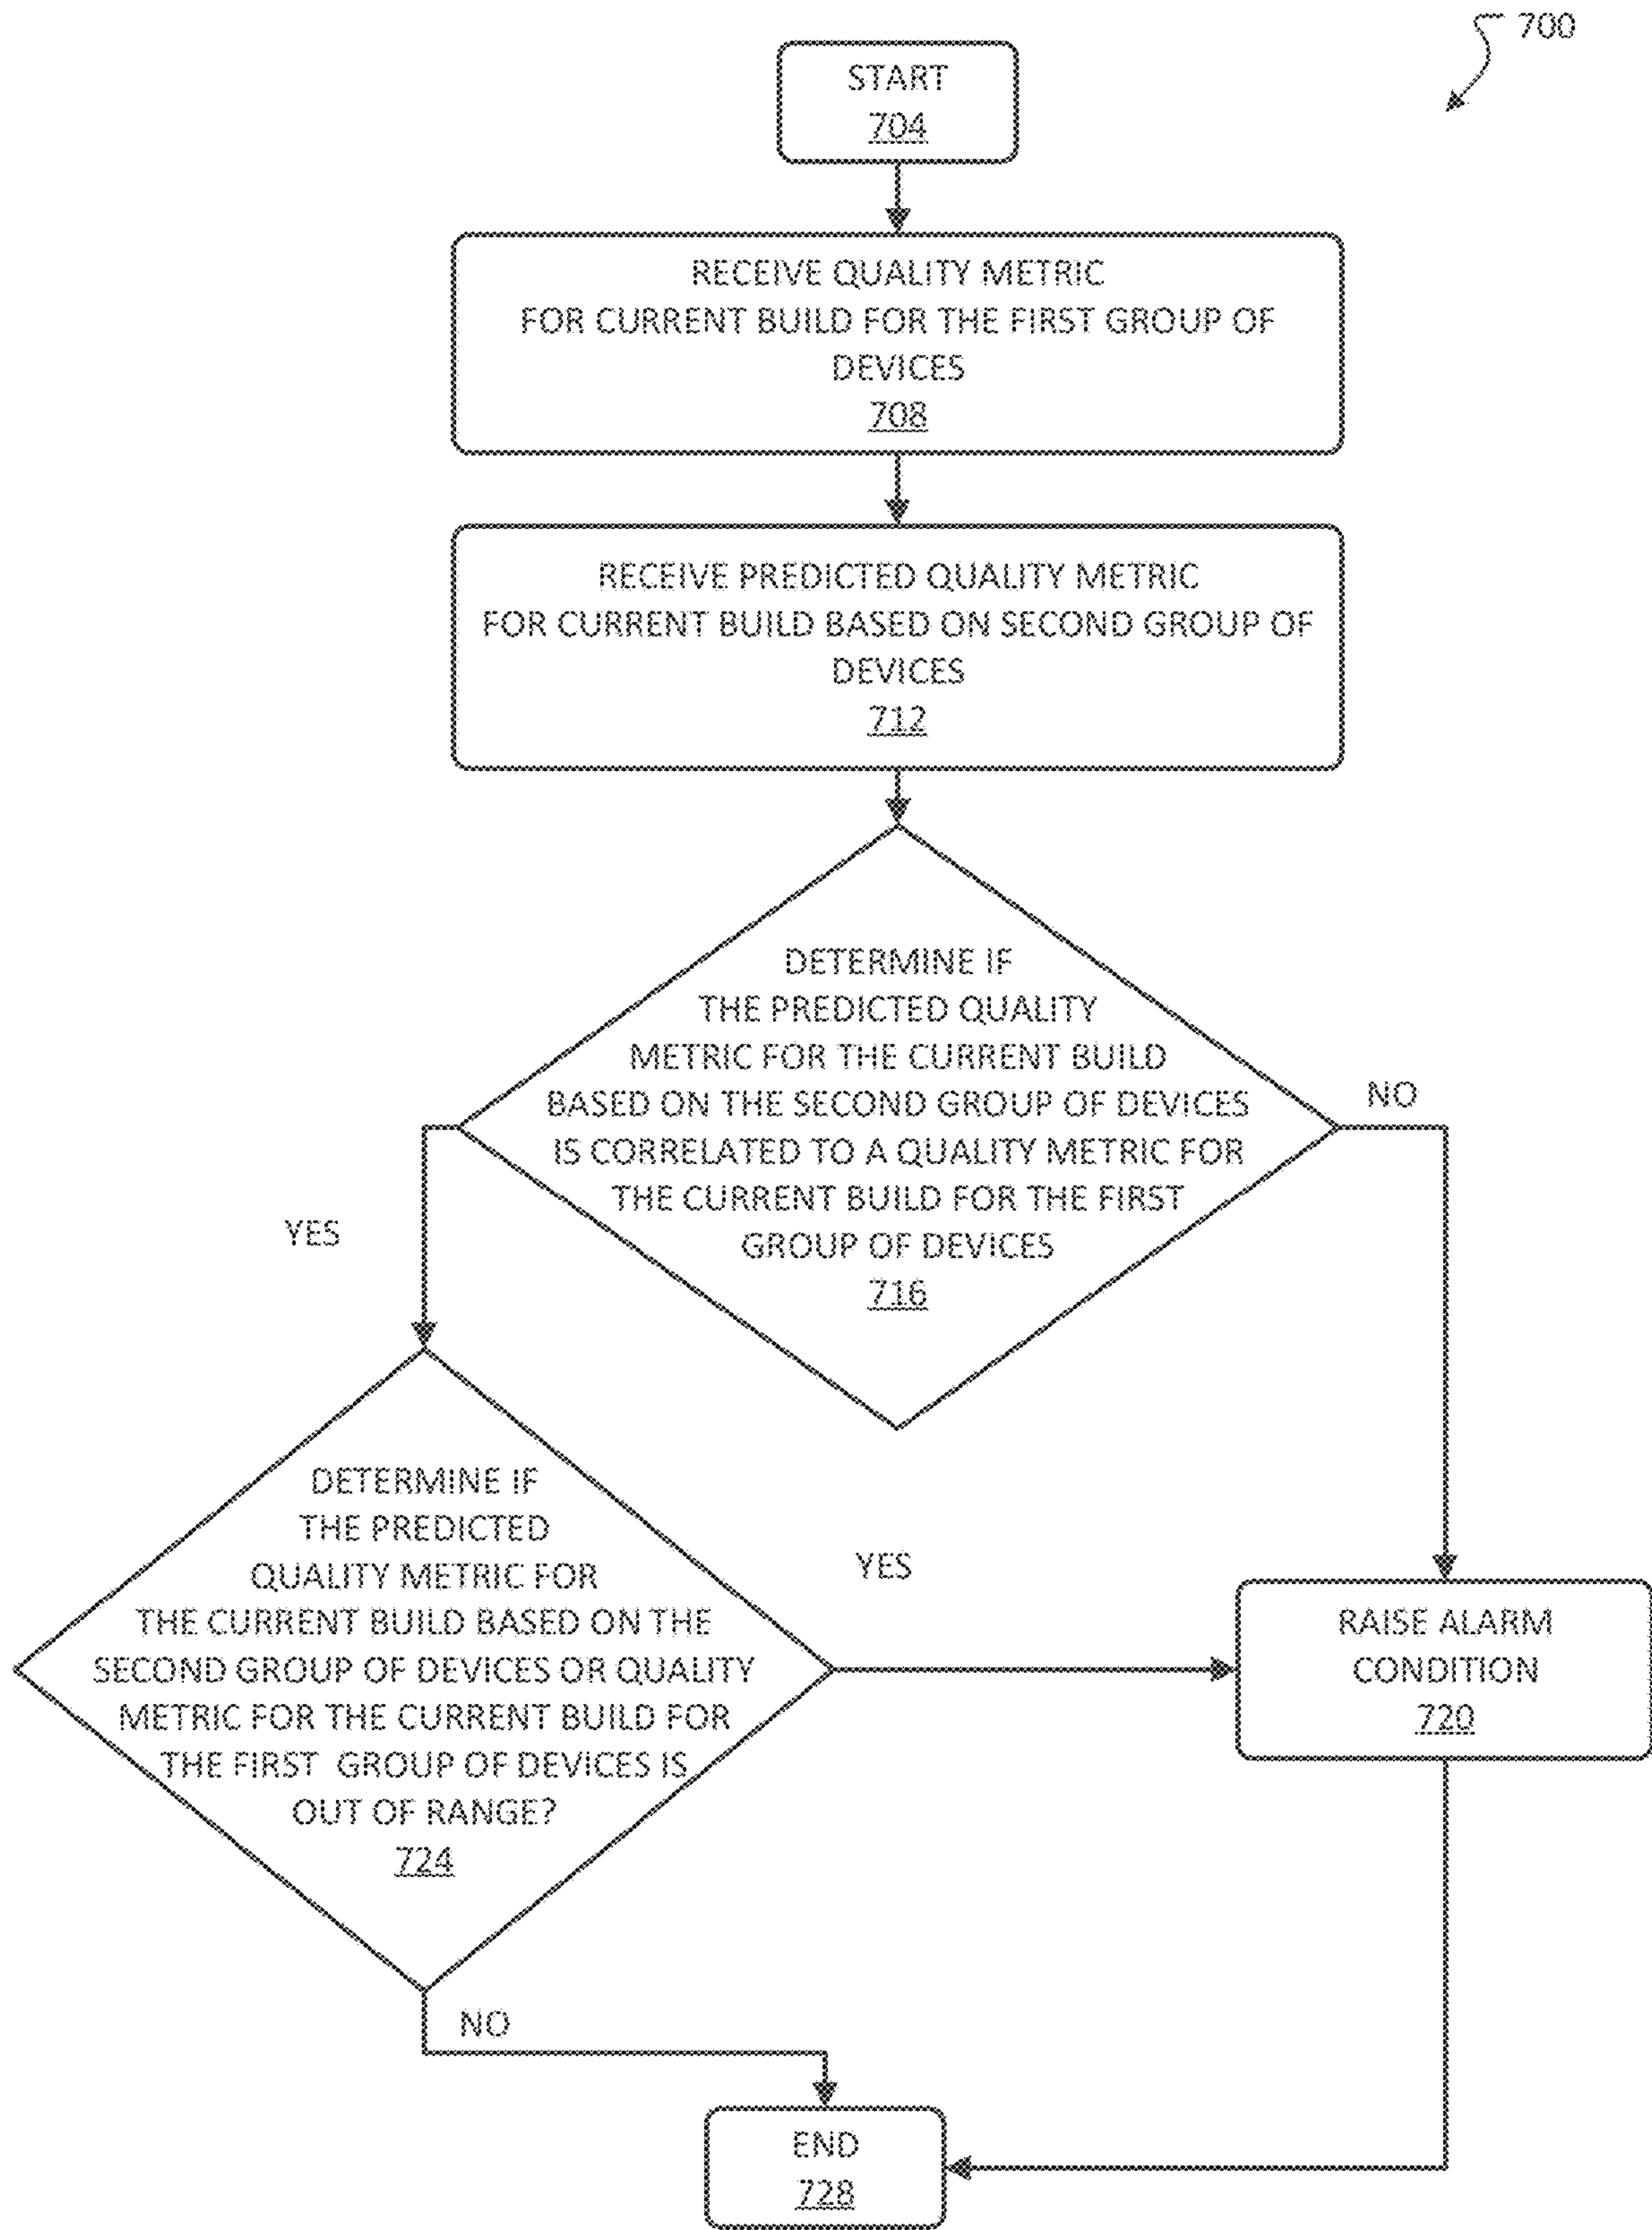 700
START
704
RECEIVE QUALITY METRIC
FOR CURRENT BUILD FOR THE FIRST GROUP OF
DEVICES
708
RECEIVE PREDICTED QUALITY METRIC
FOR CURRENT BUILD BASED ON SECOND GROUP OF
DEVICES
712
DETERMINE IF
THE PREDICTED QUALITY
METRIC FOR THE CURRENT BUILD
BASED ON THE SECOND GROUP OF DEVICES
IS CORRELATED TO A QUALITY METRIC FOR
THE CURRENT BUILD FOR THE FIRST
GROUP OF DEVICES
716
NO
YES
DETERMINE IF
THE PREDICTED
QUALITY METRIC FOR
THE CURRENT BUILD BASED ON THE
SECOND GROUP OF DEVICES OR QUALITY
METRIC FOR THE CURRENT BUILD FOR
THE FIRST GROUP OF DEVICES IS
OUT OF RANGE?
724
YES
RAISE ALARM
CONDITION
720
NO
END
728